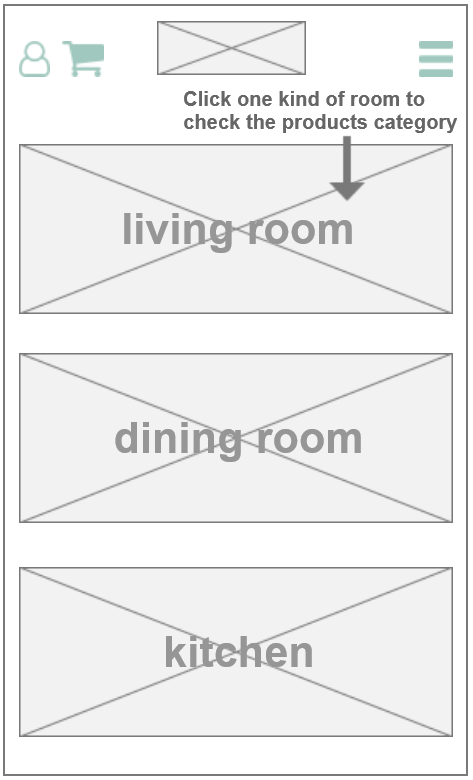 Click one kind of room to
check the products category
living room
dining room
kitchen